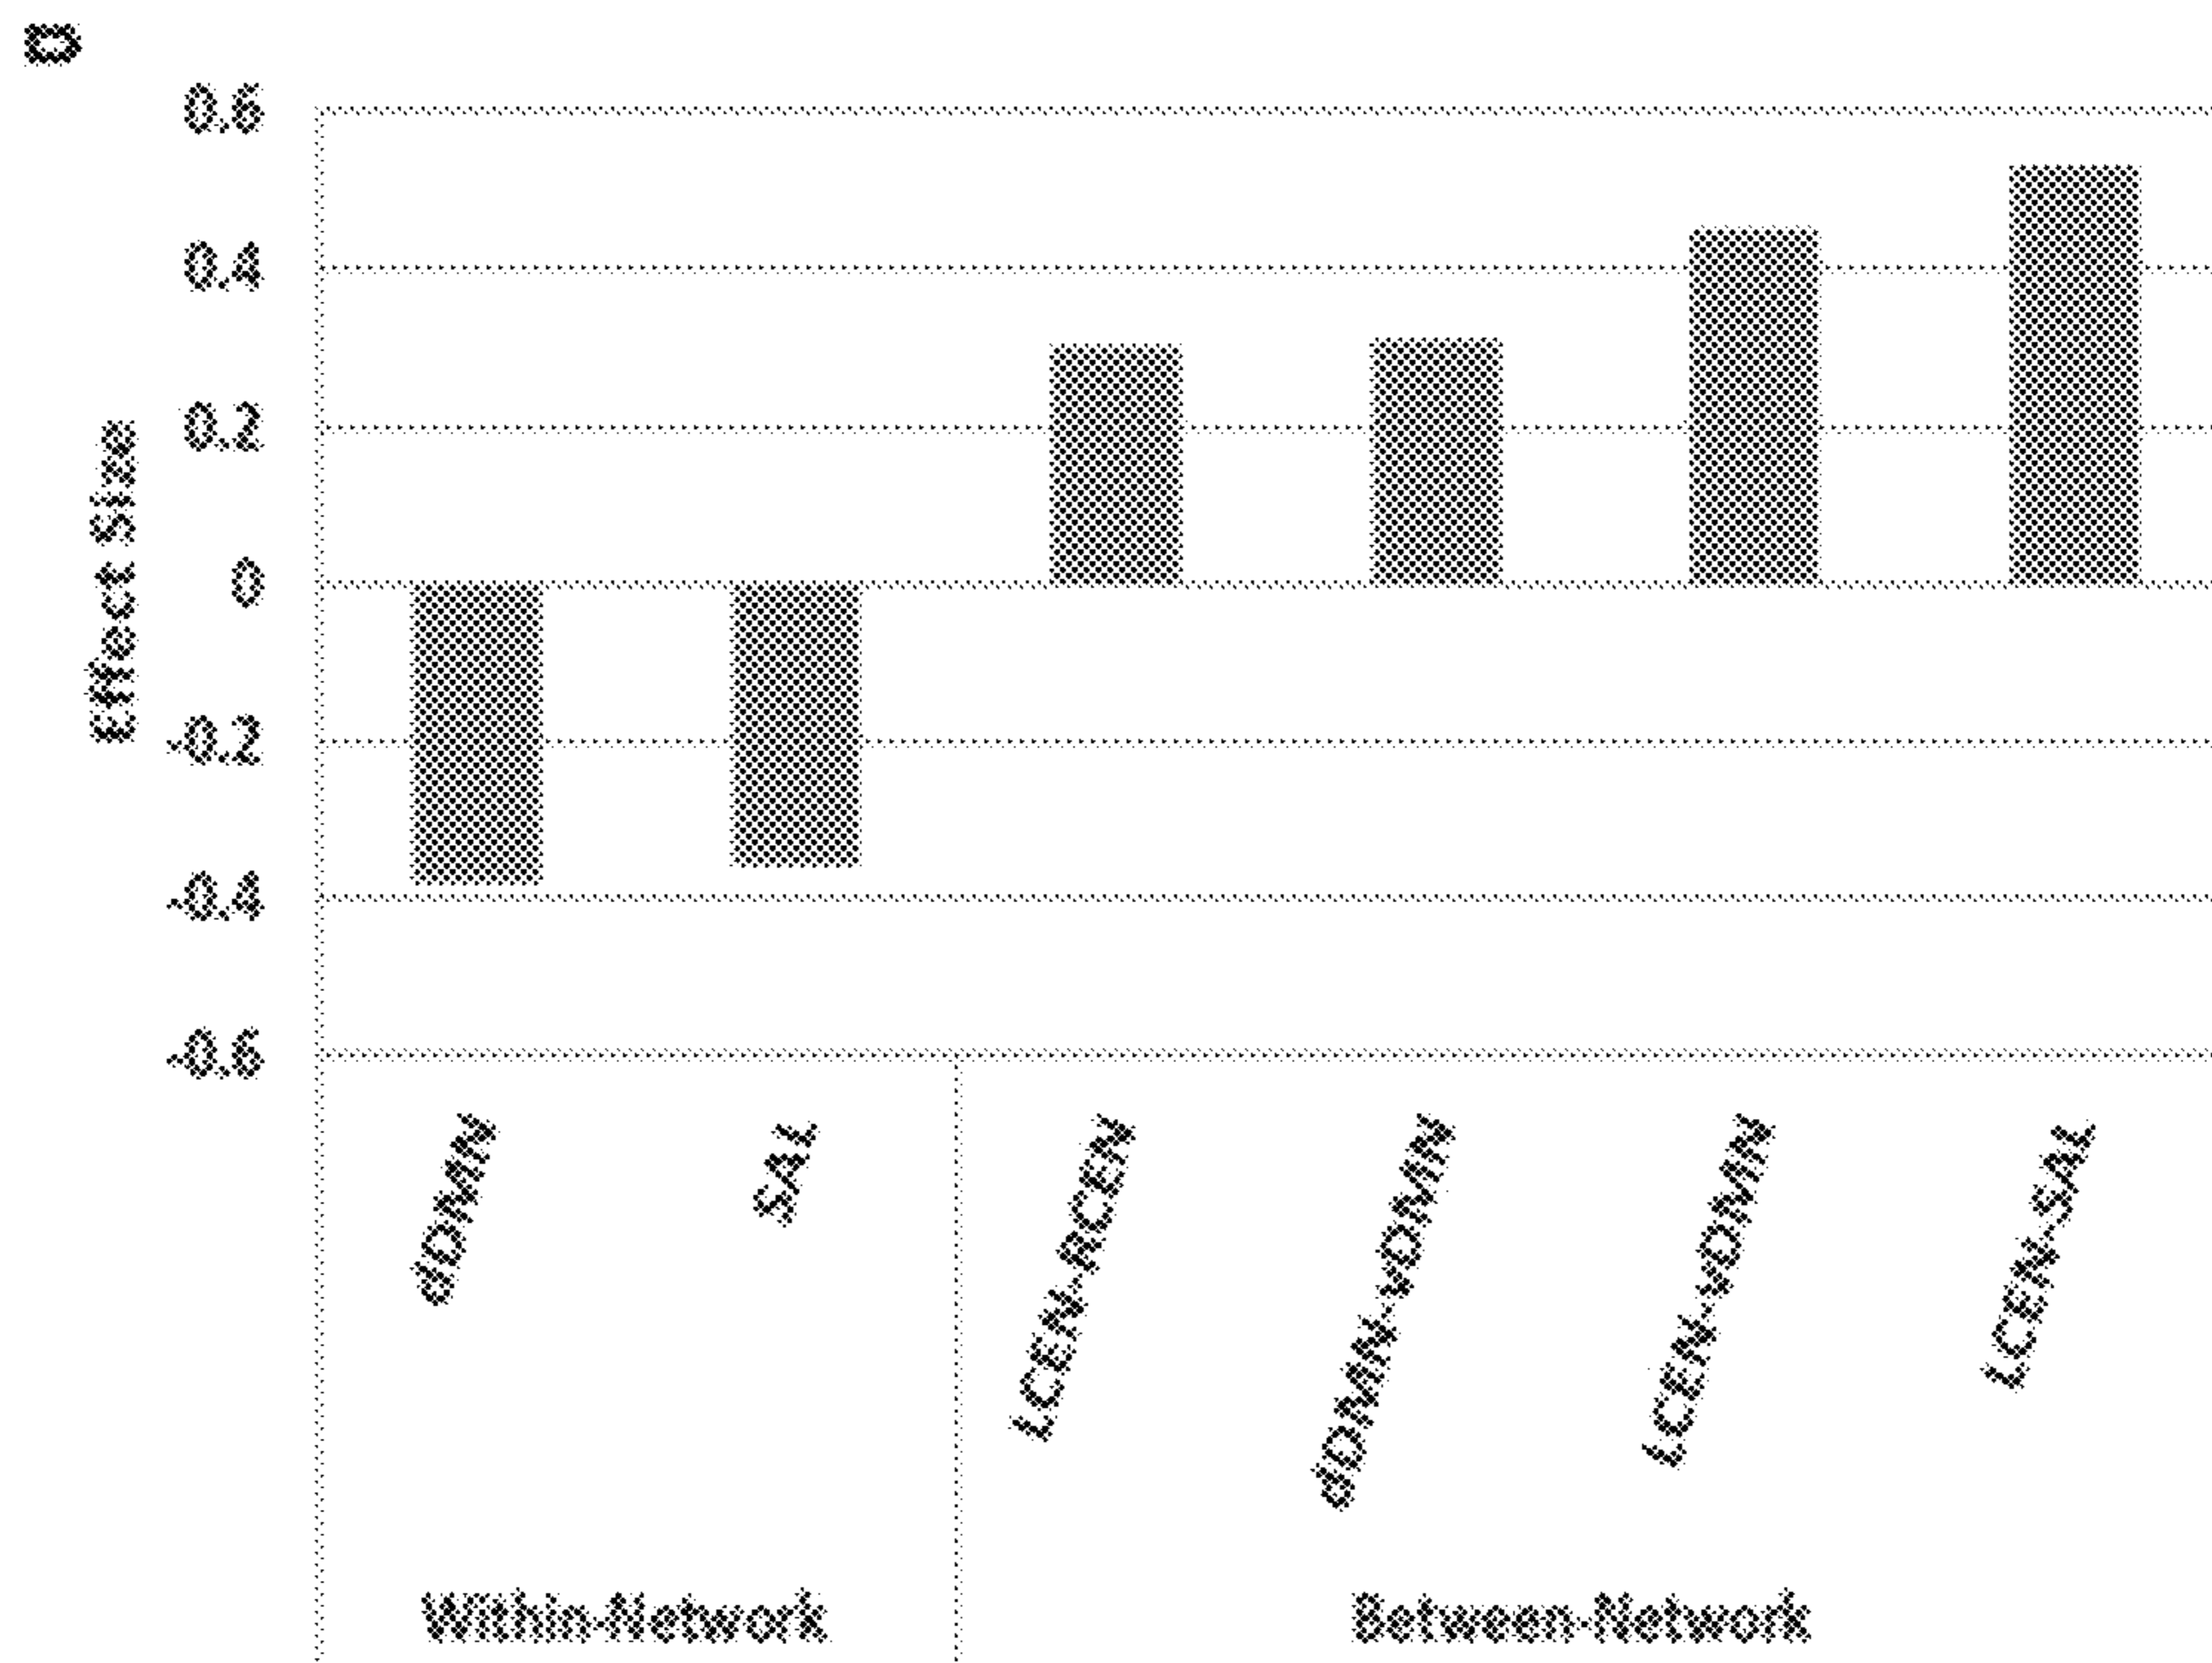 D
0.6
0.4
0.2
0
-0.2
-0.4
-0.6
Effect Size
dDMN
SAL
LCEN-RCEN
dDMN-vDMN
LCEN-vDMN
LCEN-SAL
Within-Network
Between-Network